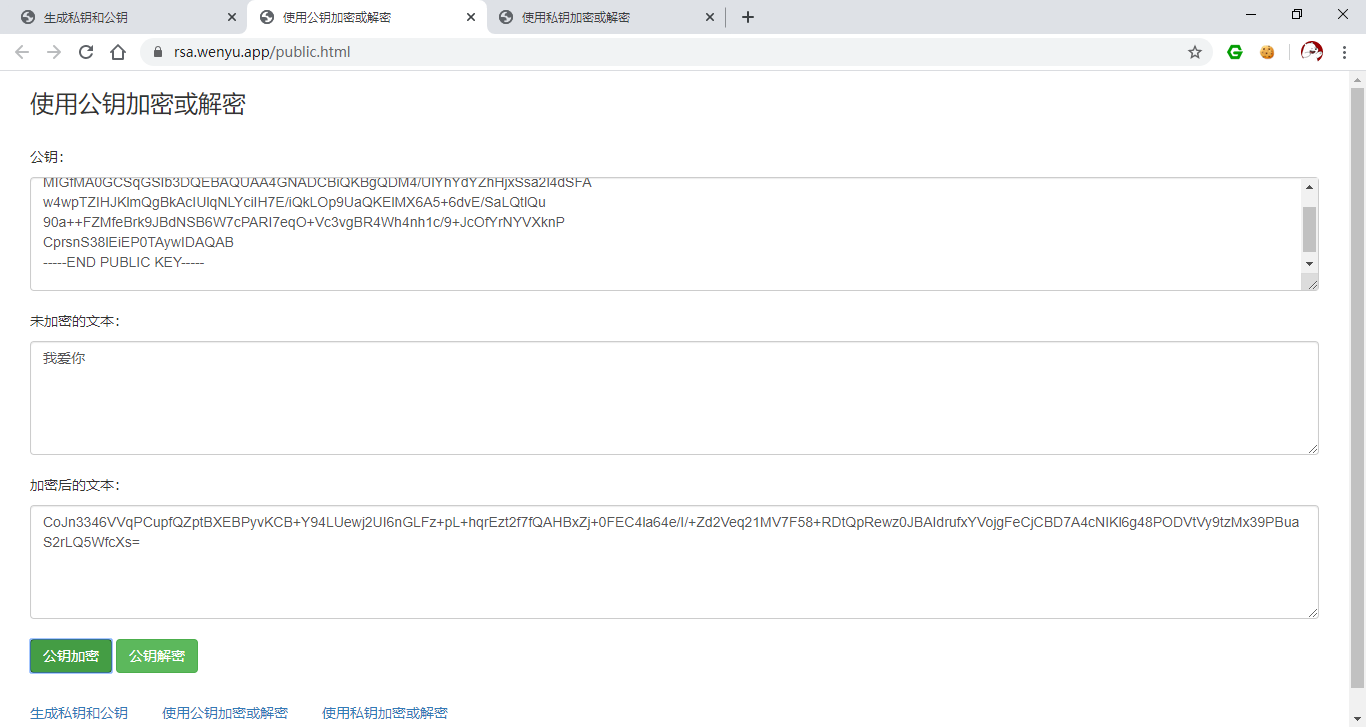 生成私钥和公钥
使用公钥加密或解密
使用私钥加密或解密
rsa.wenyu.app/public.html
使用公钥加密或解密
公钥:
MIGfMA0GCSqGSIb3DQEBAQUAA4GNADCBiQKBgQDM4/UIYhYdYZhHjxSsa2I4dSFA
w4wpTZIHJKImQgBkAcIUIqNLYciIH7E/iQkLOp9UaQKEIMX6A5+6dvE/SaLQtIQu
90a++FZMfeBrk9JBdNSB6W7cPARI7eqO+Vc3vgBR4Wh4nh1c/9+JcOfYrNYVXknP
CprsnS38IEiEP0TAywIDAQAB
-----END PUBLIC KEY-----
未加密的文本:
我爱你
加密后的文本:
CoJn3346VVqPCupfQZptBXEBPyvKCB+Y94LUewj2UI6nGLFz+pL+hqrEzt2f7fQAHBxZj+0FEC4la64e/I/+Zd2Veq21MV7F58+RDtQpRewz0JBAIdrufxYVojgFeCjCBD7A4cNIKI6g48PODVtVy9tzMx39PBua
S2rLQ5WfcXs=
公钥加密 公钥解密
生成私钥和公钥 使用公钥加密或解密 使用私钥加密或解密